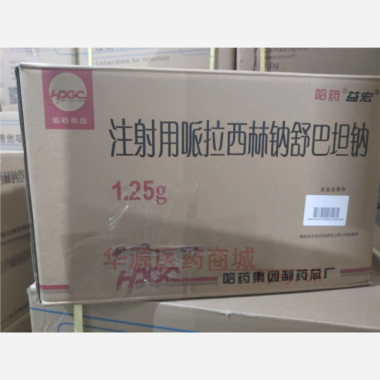 HPGC
哈药集团
哈药® 益宏
注射用哌拉西林钠舒巴坦钠
1.25g
华源医药商城
HPGC
哈药集团制药总厂
for Injection